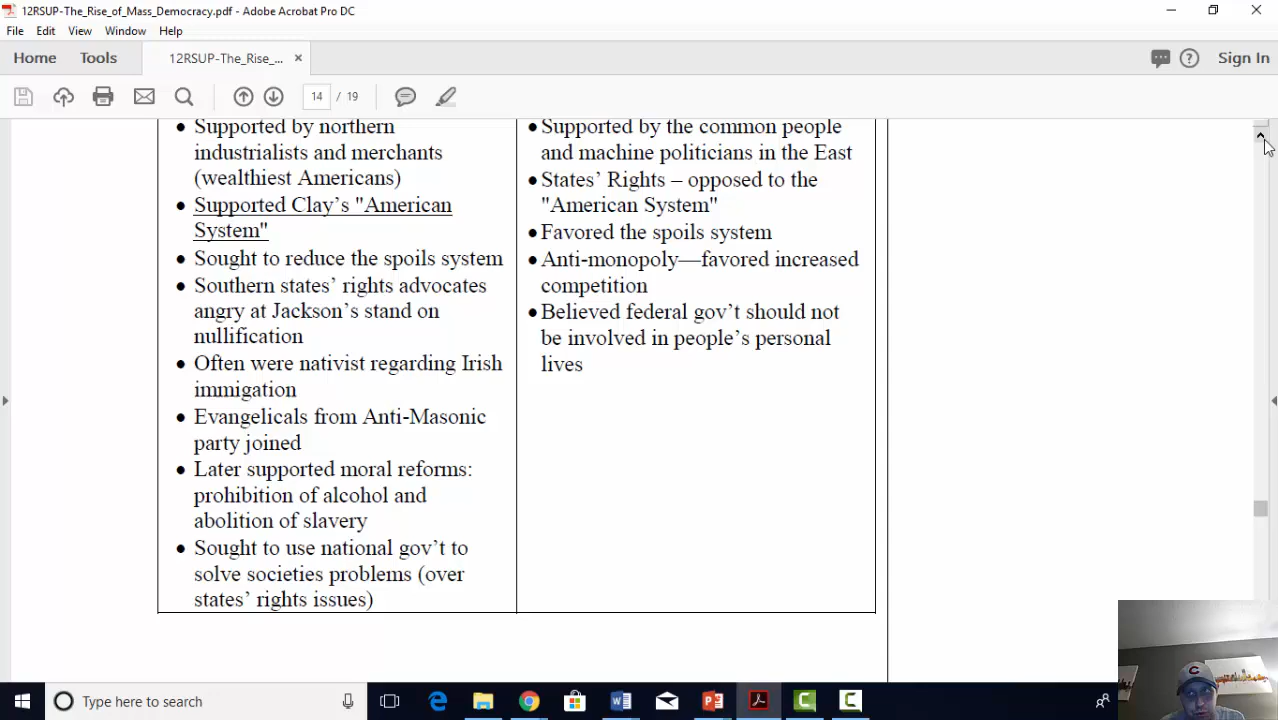 12RSUP-The_Rise_of_Mass_Democracy.pdf - Adobe Acrobat Pro DC
File Edit View Window Help
Home Tools 12RSUP-The_Rise_... × Sign In
14 / 19
• Supported by northern
industrialists and merchants
(wealthiest Americans)
• Supported Clay’s "American
System"
• Sought to reduce the spoils system
• Southern states’ rights advocates
angry at Jackson’s stand on
nullification
• Often were nativist regarding Irish
immigation
• Evangelicals from Anti-Masonic
party joined
• Later supported moral reforms:
prohibition of alcohol and
abolition of slavery
• Sought to use national gov’t to
solve societies problems (over
states’ rights issues)
• Supported by the common people
and machine politicians in the East
• States’ Rights – opposed to the
"American System"
• Favored the spoils system
• Anti-monopoly—favored increased
competition
• Believed federal gov’t should not
be involved in people’s personal
lives
Type here to search